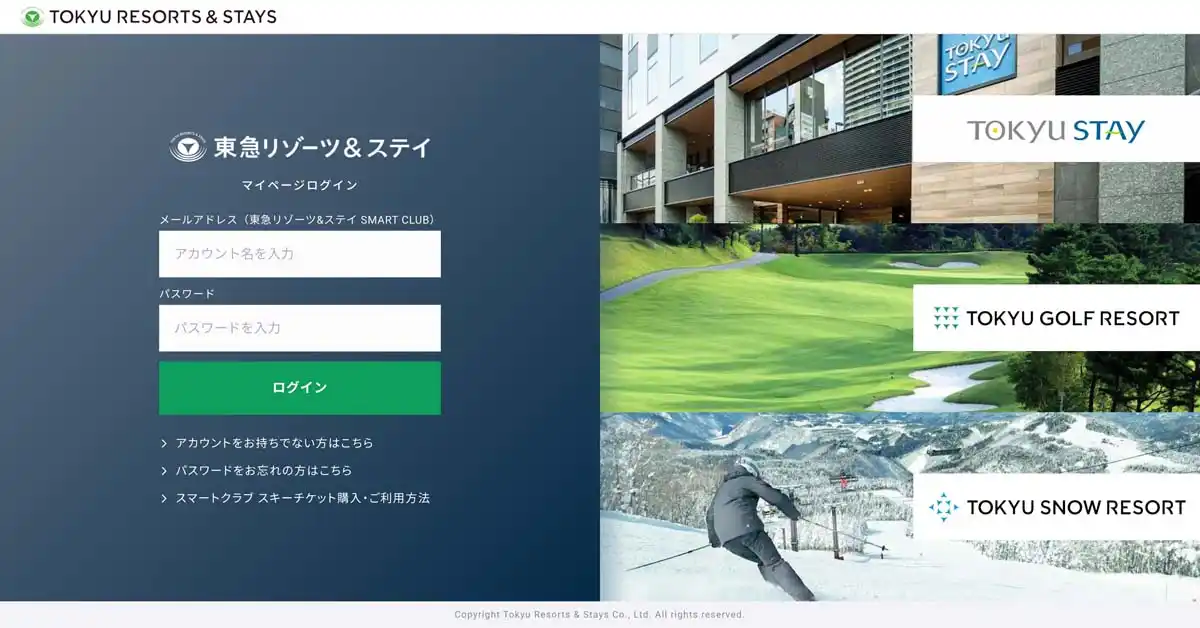 TOKYU RESORTS & STAYS
東急リゾーツ&ステイ
マイページログイン
メールアドレス（東急リゾーツ&ステイ SMART CLUB）
アカウント名を入力
パスワード
パスワードを入力
ログイン
アカウントをお持ちでない方はこちら
パスワードをお忘れの方はこちら
スマートクラブ スキーチケット購入・ご利用方法
TOKYU
STAY
TOKYU STAY
TOKYU GOLF RESORT
TOKYU SNOW RESORT
Copyright Tokyu Resorts & Stays Co., Ltd. All rights reserved.